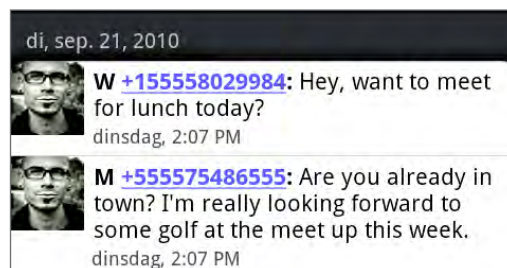 di, sep. 21, 2010
W +155558029984: Hey, want to meet
for lunch today?
dinsdag, 2:07 PM
M +555575486555: Are you already in
town? I'm really looking forward to
some golf at the meet up this week.
dinsdag, 2:07 PM